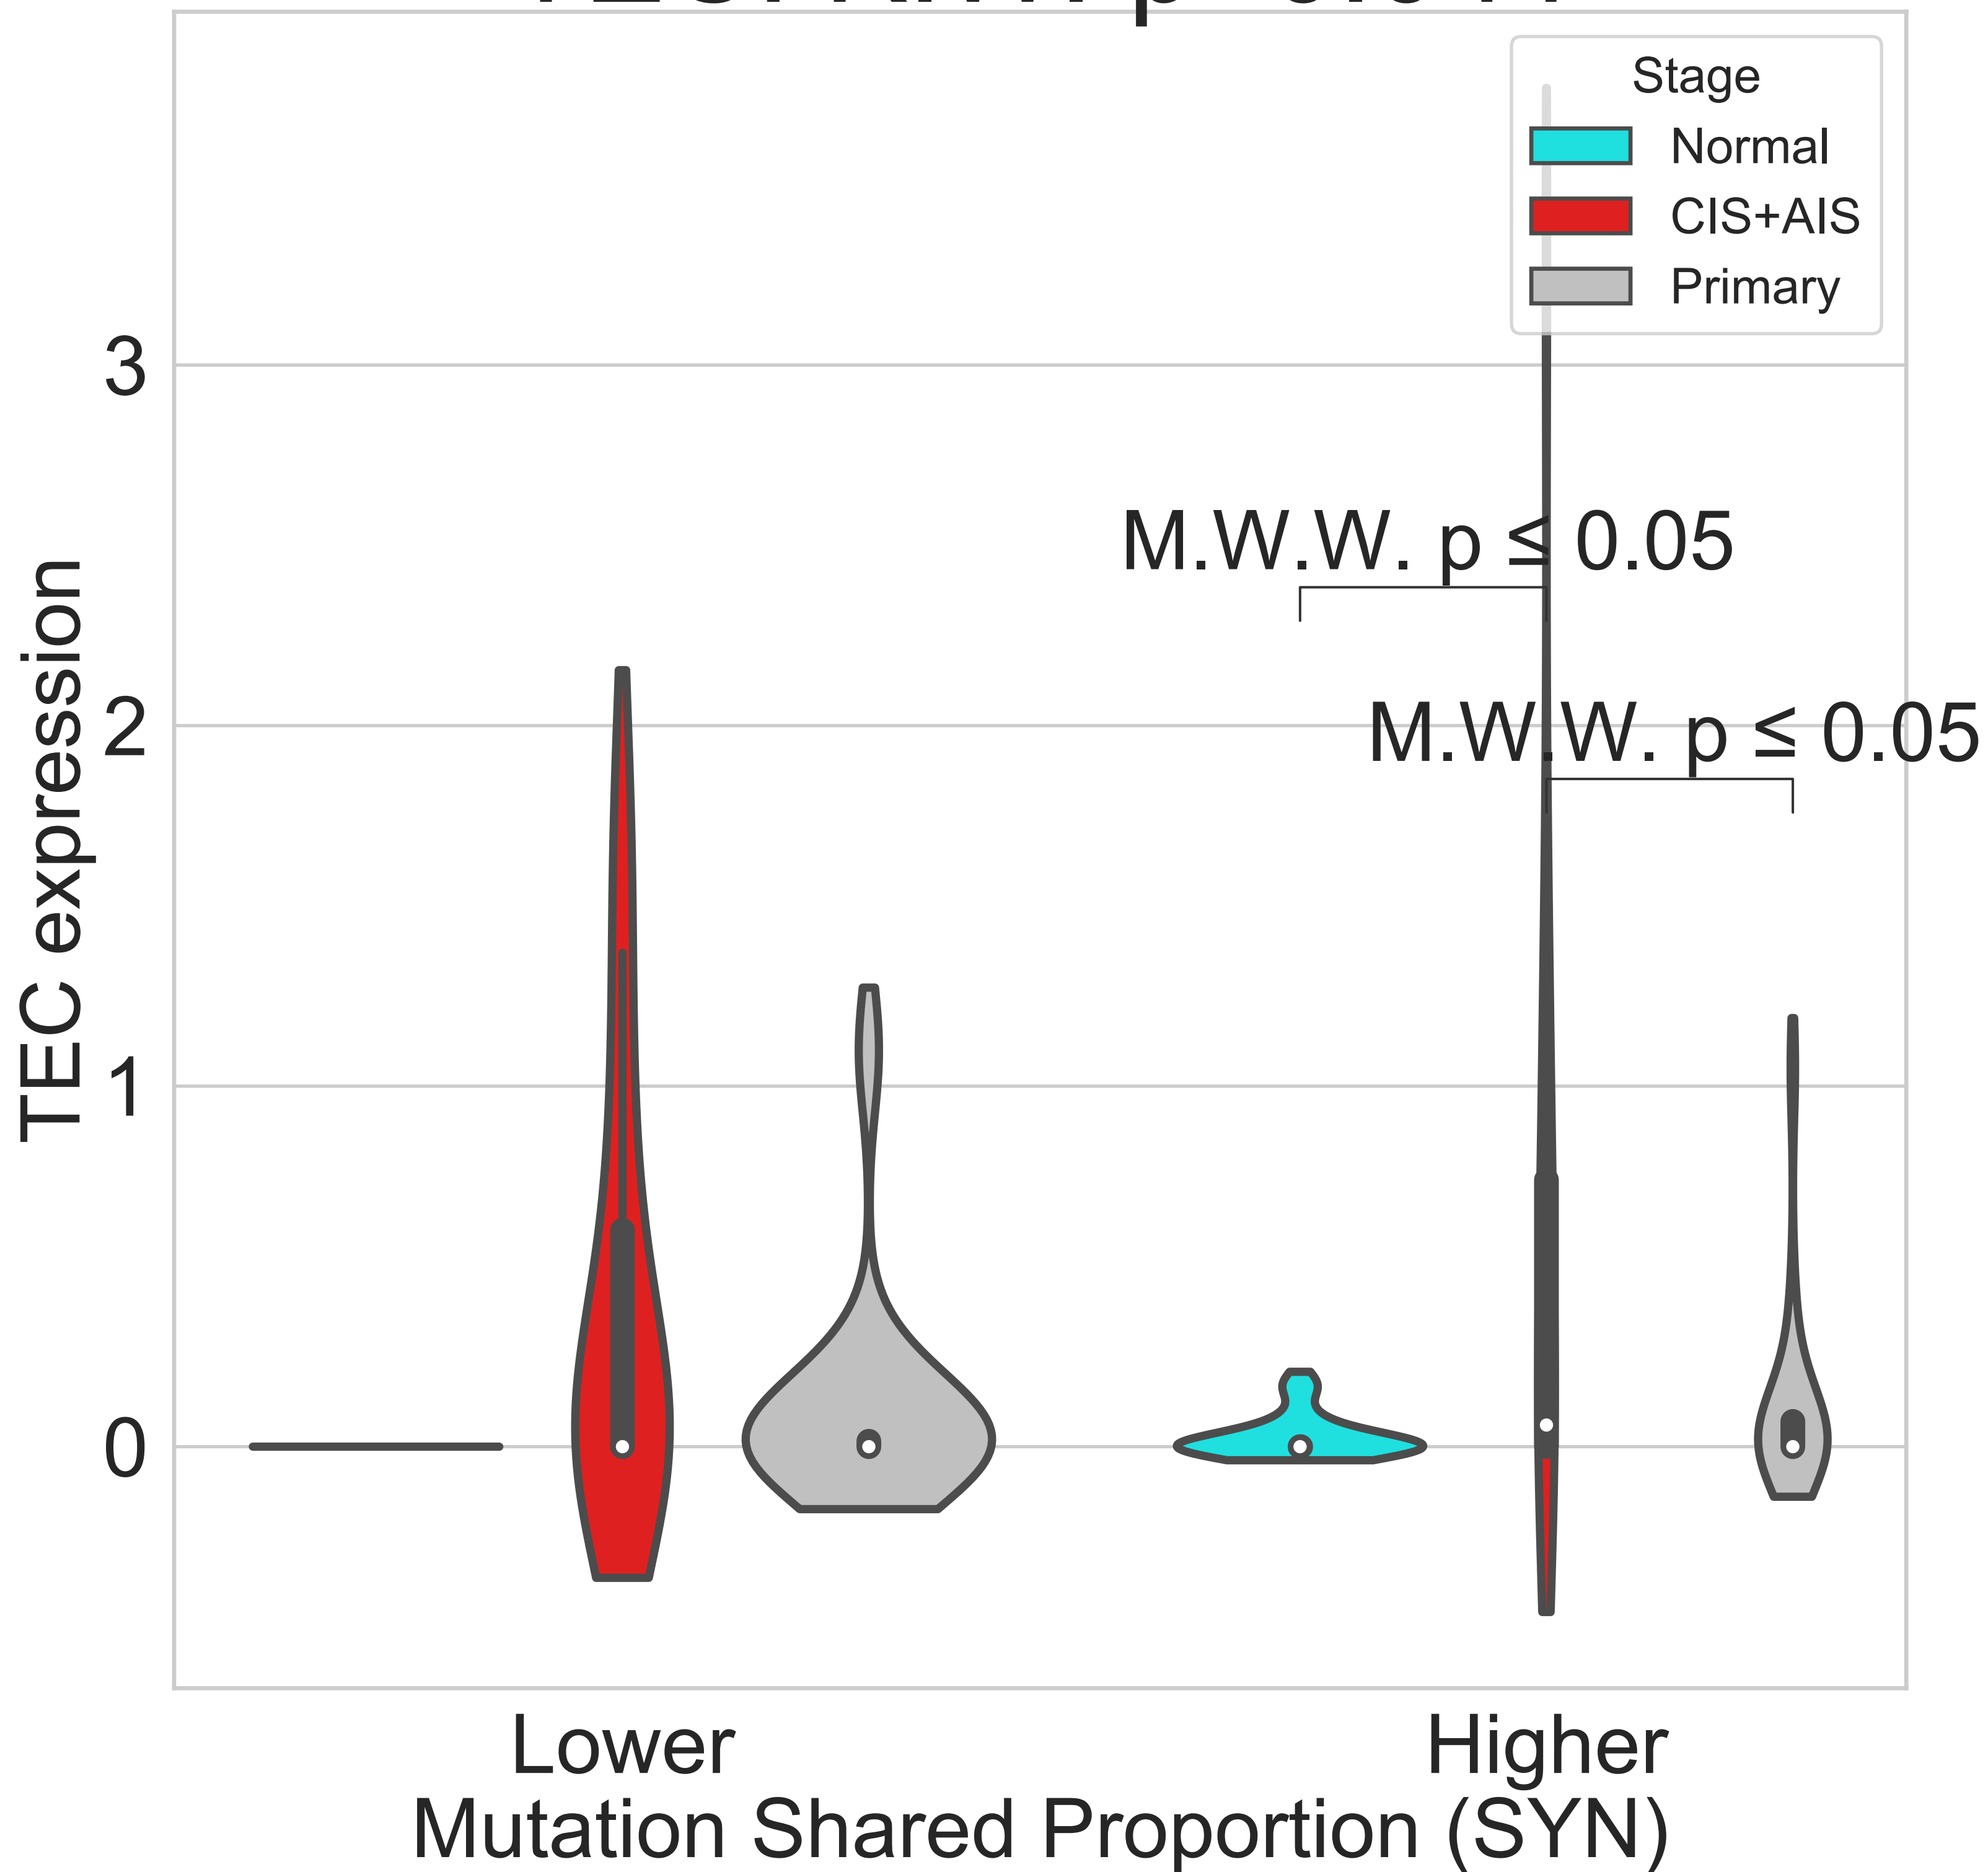 Stage
Normal
CIS+AIS
Primary
3
M.W.W. p ≤ 0.05
2
M.W.W. p ≤ 0.05
1
0
TEC expression
Lower
Higher
Mutation Shared Proportion (SYN)